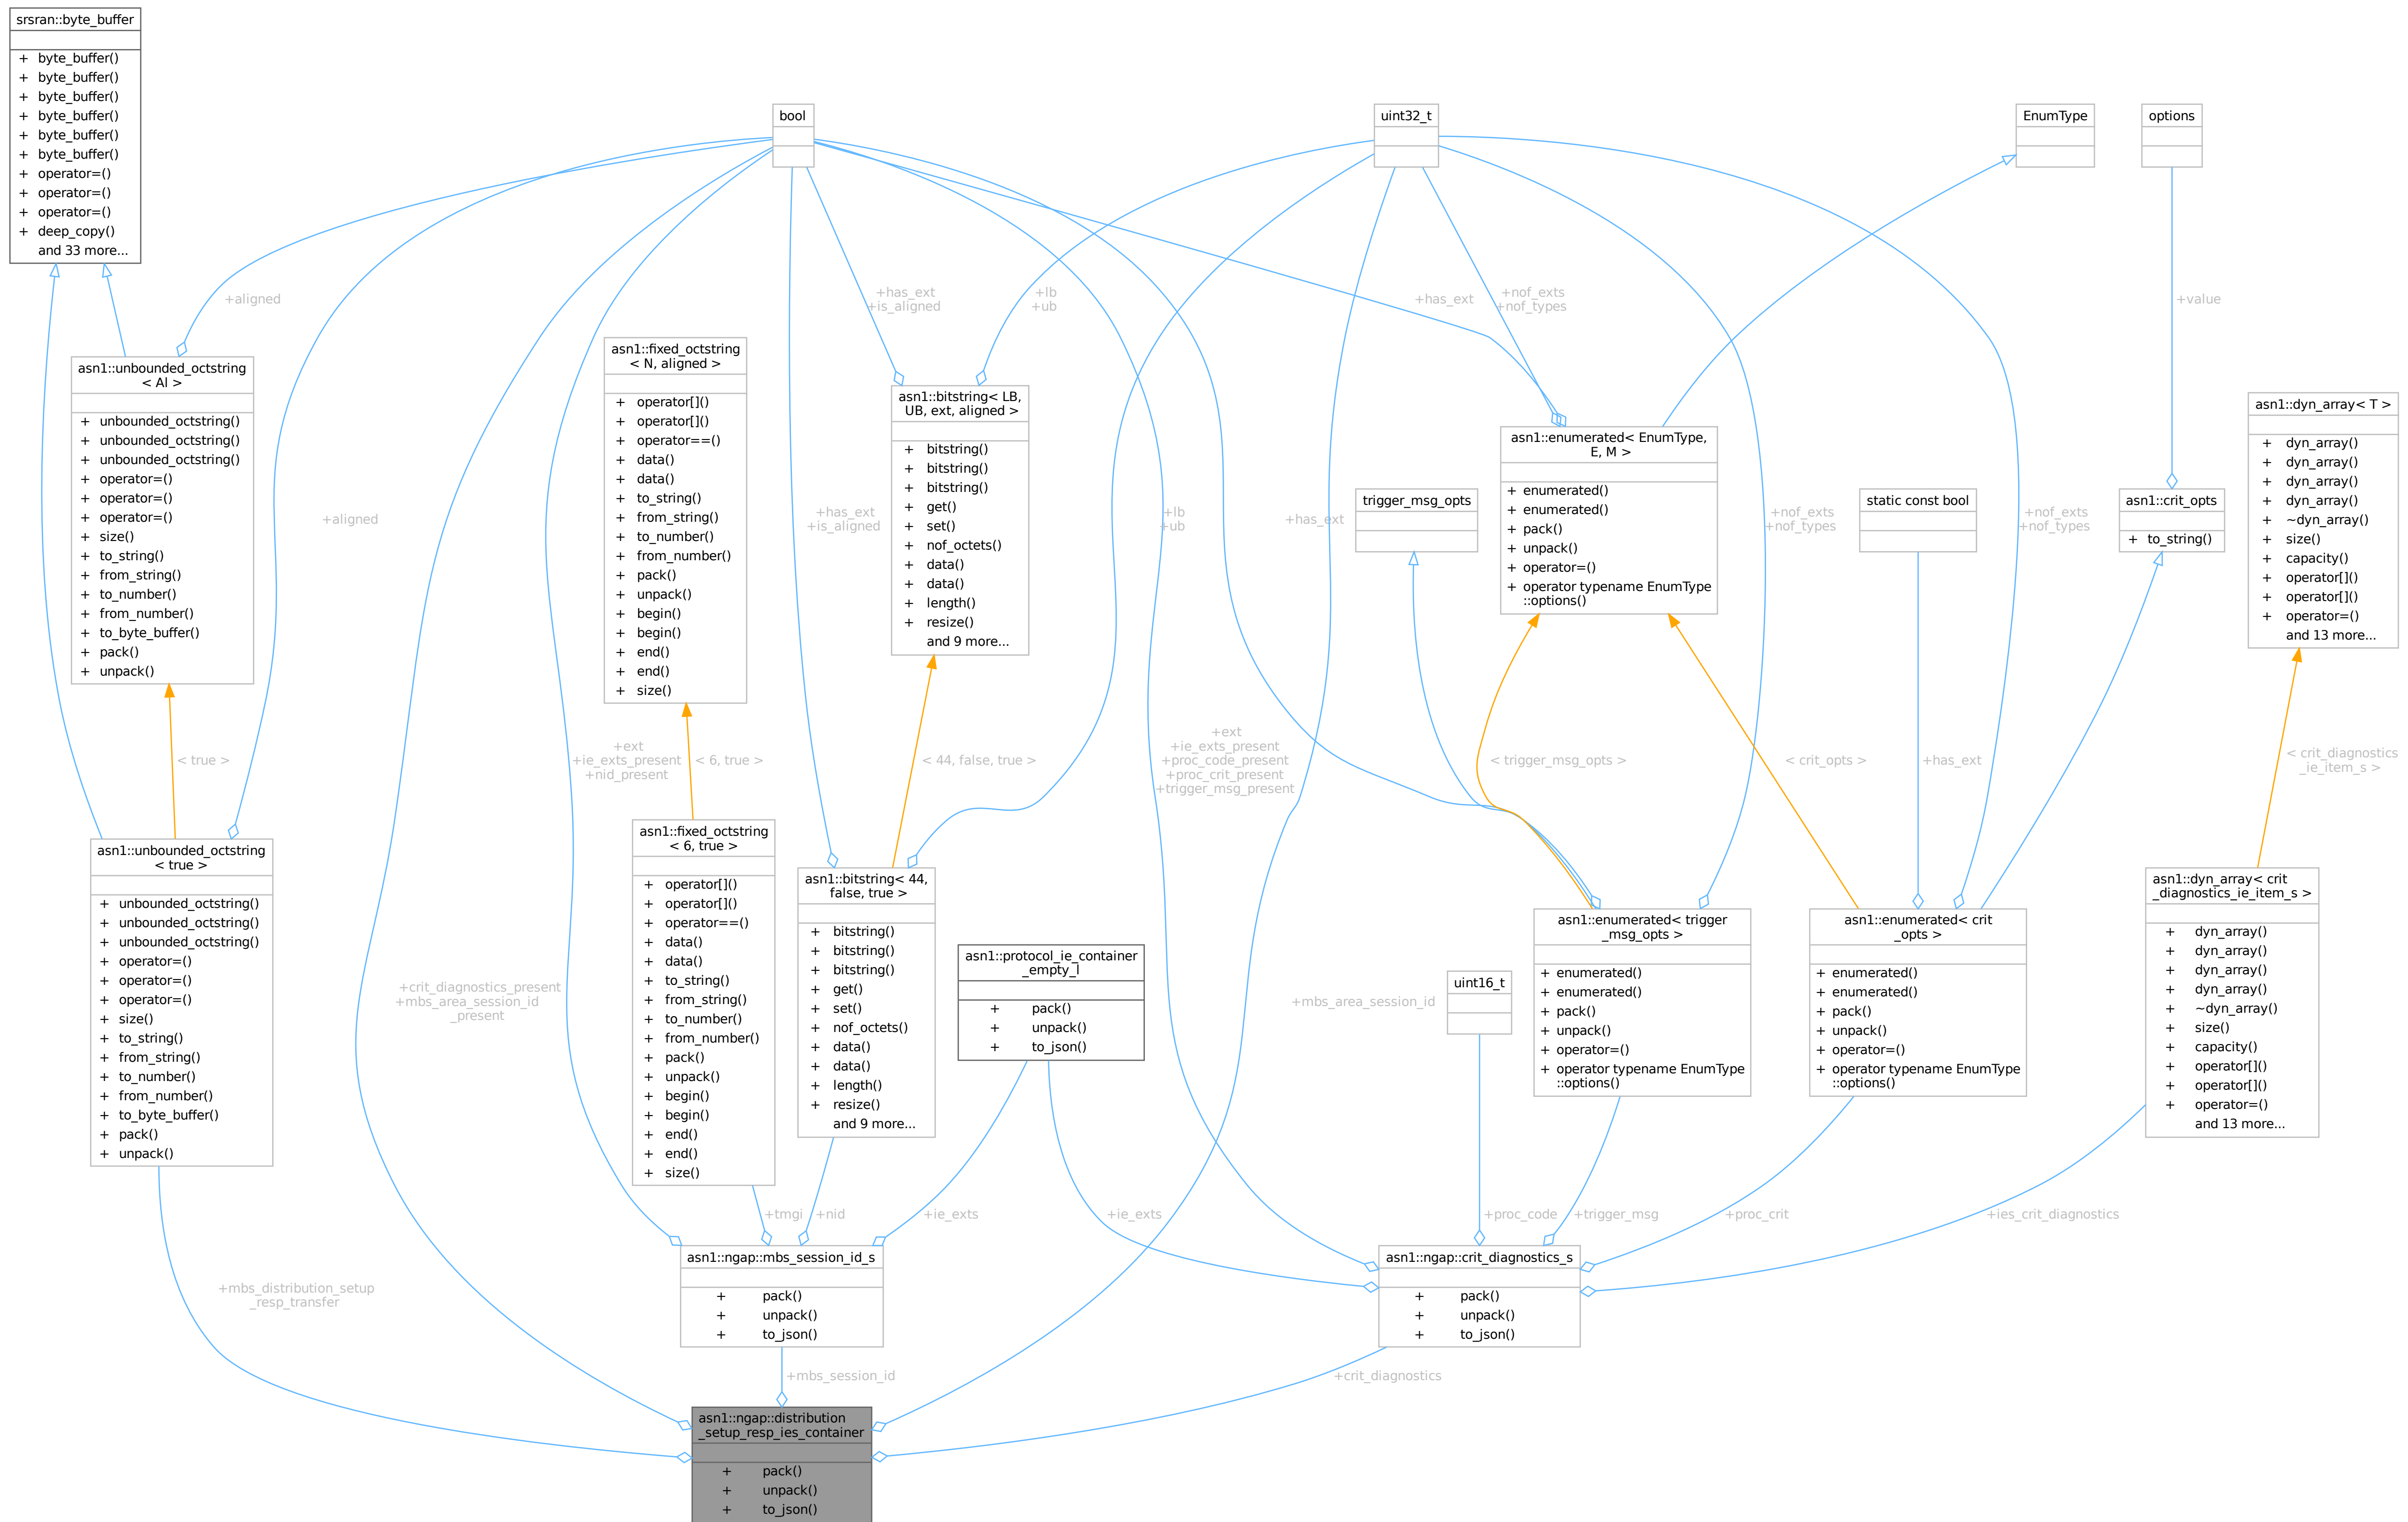 srsran::byte_buffer
+ byte_buffer()
+ byte_buffer()
+ byte_buffer()
+ byte_buffer()
+ byte_buffer()
+ byte_buffer()
+ operator=()
+ operator=()
+ operator=()
+ deep_copy()
and 33 more...
bool
uint32_t
EnumType
options
+aligned
+has_ext
+is_aligned
+lb
+ub
+has_ext
+nof_exts
+nof_types
+value
asn1::unbounded_octstring
< Al >
+ unbounded_octstring()
+ unbounded_octstring()
+ unbounded_octstring()
+ operator=()
+ operator=()
+ operator=()
+ size()
+ to_string()
+ from_string()
+ to_number()
+ from_number()
+ to_byte_buffer()
+ pack()
+ unpack()
+aligned
asn1::fixed_octstring
< N, aligned >
+ operator[]()
+ operator[]()
+ operator==()
+ data()
+ data()
+ to_string()
+ from_string()
+ to_number()
+ from_number()
+ pack()
+ unpack()
+ begin()
+ begin()
+ end()
+ end()
+ size()
+has_ext
+is_aligned
asn1::bitstring< LB,
UB, ext, aligned >
+ bitstring()
+ bitstring()
+ bitstring()
+ get()
+ set()
+ nof_octets()
+ data()
+ data()
+ length()
+ resize()
and 9 more...
+lb
+ub
+has_ext
trigger_msg_opts
asn1::enumerated< EnumType,
E, M >
+ enumerated()
+ enumerated()
+ pack()
+ unpack()
+ operator=()
+ operator typename EnumType
::options()
+nof_exts
+nof_types
static const bool
+nof_exts
+nof_types
asn1::crit_opts
+ to_string()
asn1::dyn_array< T >
+ dyn_array()
+ dyn_array()
+ dyn_array()
+ dyn_array()
+ ~dyn_array()
+ size()
+ capacity()
+ operator[]()
+ operator[]()
+ operator=()
and 13 more...
< true >
+ext
+ie_exts_present
+nid_present
< 6, true >
< 44, false, true >
+ext
+ie_exts_present
+proc_code_present
+proc_crit_present
+trigger_msg_present
< trigger_msg_opts >
< crit_opts >
+has_ext
< crit_diagnostics
_ie_item_s >
asn1::unbounded_octstring
< true >
+ unbounded_octstring()
+ unbounded_octstring()
+ unbounded_octstring()
+ operator=()
+ operator=()
+ operator=()
+ size()
+ to_string()
+ from_string()
+ to_number()
+ from_number()
+ to_byte_buffer()
+ pack()
+ unpack()
+crit_diagnostics_present
+mbs_area_session_id
_present
asn1::fixed_octstring
< 6, true >
+ operator[]()
+ operator[]()
+ operator==()
+ data()
+ data()
+ to_string()
+ from_string()
+ to_number()
+ from_number()
+ pack()
+ unpack()
+ begin()
+ begin()
+ end()
+ end()
+ size()
asn1::bitstring< 44,
false, true >
+ bitstring()
+ bitstring()
+ bitstring()
+ get()
+ set()
+ nof_octets()
+ data()
+ data()
+ length()
+ resize()
and 9 more...
asn1::protocol_ie_container
_empty_l
+ pack()
+ unpack()
+ to_json()
+mbs_area_session_id
uint16_t
asn1::enumerated< trigger
_msg_opts >
+ enumerated()
+ enumerated()
+ pack()
+ unpack()
+ operator=()
+ operator typename EnumType
::options()
asn1::enumerated< crit
_opts >
+ enumerated()
+ enumerated()
+ pack()
+ unpack()
+ operator=()
+ operator typename EnumType
::options()
asn1::dyn_array< crit
_diagnostics_ie_item_s >
+ dyn_array()
+ dyn_array()
+ dyn_array()
+ dyn_array()
+ ~dyn_array()
+ size()
+ capacity()
+ operator[]()
+ operator[]()
+ operator=()
and 13 more...
+tmgi
+nid
+ie_exts
+ie_exts
+proc_code
+trigger_msg
+proc_crit
+ies_crit_diagnostics
+mbs_distribution_setup
_resp_transfer
asn1::ngap::mbs_session_id_s
+ pack()
+ unpack()
+ to_json()
asn1::ngap::crit_diagnostics_s
+ pack()
+ unpack()
+ to_json()
+mbs_session_id
+crit_diagnostics
asn1::ngap::distribution
_setup_resp_ies_container
+ pack()
+ unpack()
+ to_json()